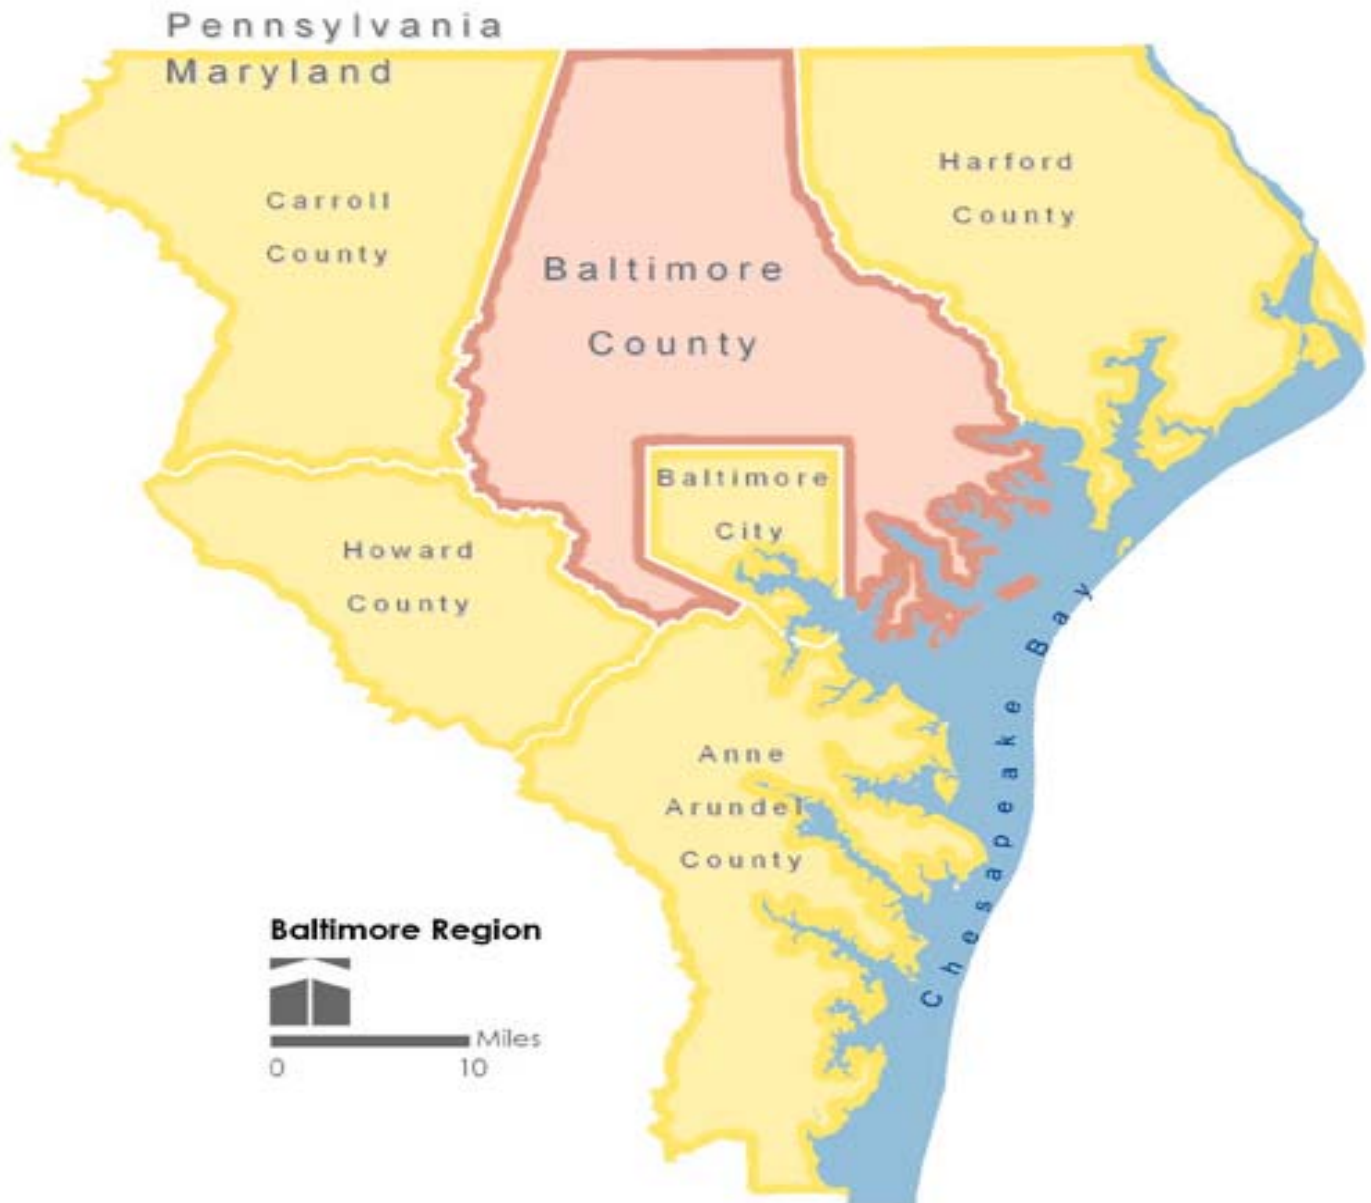 Pennsylvania
Maryland
Harford
County
Carroll
County
Baltimore
County
Baltimore
City
Howard
County
Chesapeake Bay
Anne
Arundel
County
Baltimore Region
Miles
0 10